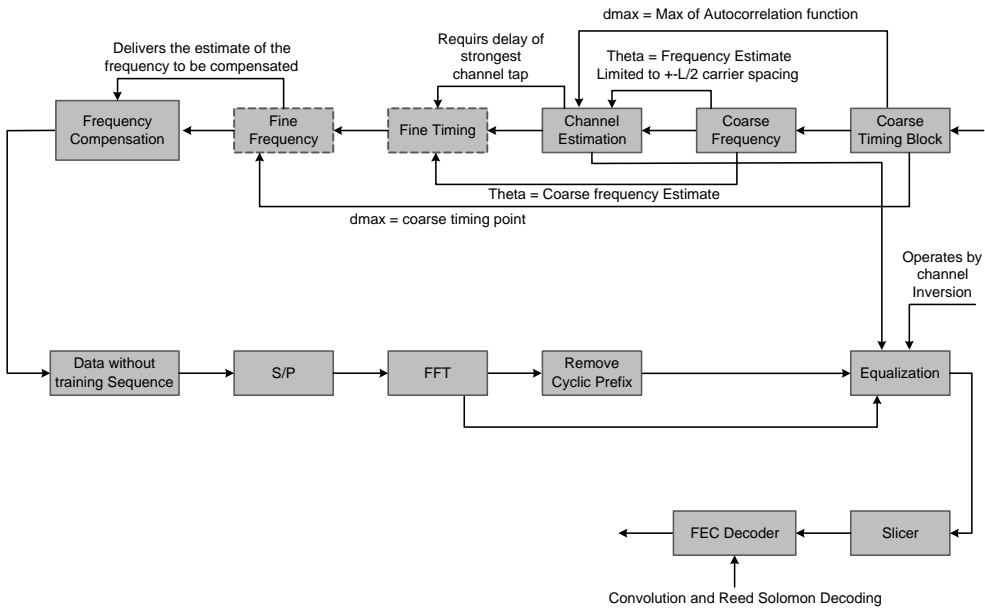 dmax = Max of Autocorrelation function
Delivers the estimate of the
frequency to be compensated
Requirs delay of
strongest
channel tap
Theta = Frequency Estimate
Limited to +-L/2 carrier spacing
Frequency
Compensation
Fine
Frequency
Fine Timing
Channel
Estimation
Coarse
Frequency
Coarse
Timing Block
Theta = Coarse frequency Estimate
dmax = coarse timing point
Operates by
channel
Inversion
Data without
training Sequence
S/P
FFT
Remove
Cyclic Prefix
Equalization
FEC Decoder
Slicer
Convolution and Reed Solomon Decoding